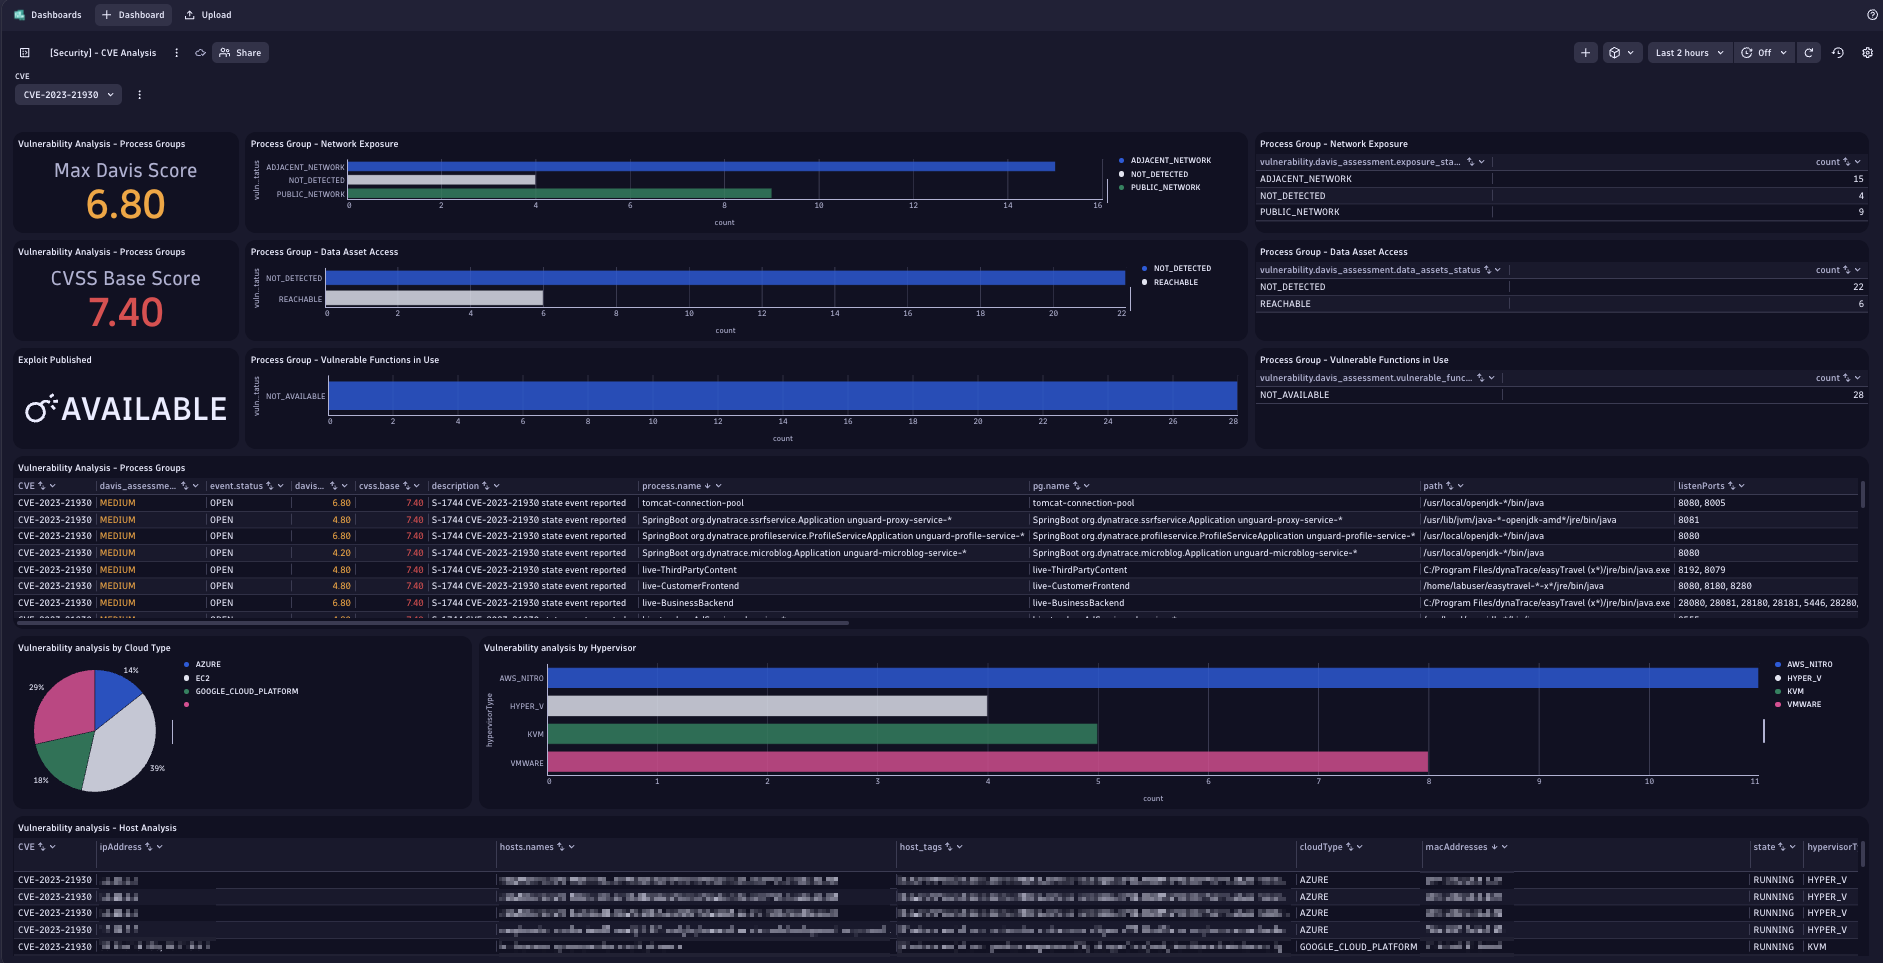 Dashboards
Dashboard
Upload
[Security] - CVE Analysis
Share
Last 2 hours
Off
CVE
CVE-2023-21930
Vulnerability Analysis - Process Groups
Max Davis Score
6.80
Process Group - Network Exposure
vuln...tatus
ADJACENT_NETWORK
NOT_DETECTED
PUBLIC_NETWORK
0 2 4 6 8 10 12 14 16
count
ADJACENT_NETWORK
NOT_DETECTED
PUBLIC_NETWORK
Process Group - Network Exposure
vulnerability.davis_assessment.exposure_sta... count
ADJACENT_NETWORK 15
NOT_DETECTED 4
PUBLIC_NETWORK 9
Vulnerability Analysis - Process Groups
CVSS Base Score
7.40
Process Group - Data Asset Access
vuln...tatus
NOT_DETECTED
REACHABLE
0 2 4 6 8 10 12 14 16 18 20 22
count
NOT_DETECTED
REACHABLE
Process Group - Data Asset Access
vulnerability.davis_assessment.data_assets_status count
NOT_DETECTED 22
REACHABLE 6
Exploit Published
AVAILABLE
Process Group - Vulnerable Functions in Use
vuln...tatus
NOT_AVAILABLE
0 2 4 6 8 10 12 14 16 18 20 22 24 26 28
count
Process Group - Vulnerable Functions in Use
vulnerability.davis_assessment.vulnerable_func... count
NOT_AVAILABLE 28
Vulnerability Analysis - Process Groups
CVE davis_assessme... event.status davis... cvss.base description process.name pg.name path listenPorts
CVE-2023-21930 MEDIUM OPEN 6.80 7.40 S-1744 CVE-2023-21930 state event reported tomcat-connection-pool tomcat-connection-pool /usr/local/openjdk-*/bin/java 8080, 8005
CVE-2023-21930 MEDIUM OPEN 4.80 7.40 S-1744 CVE-2023-21930 state event reported SpringBoot org.dynatrace.ssrfservice.Application unguard-proxy-service-* SpringBoot org.dynatrace.ssrfservice.Application unguard-proxy-service-* /usr/lib/jvm/java-*-openjdk-amd*/jre/bin/java 8081
CVE-2023-21930 MEDIUM OPEN 6.80 7.40 S-1744 CVE-2023-21930 state event reported SpringBoot org.dynatrace.profileservice.ProfileServiceApplication unguard-profile-service-* SpringBoot org.dynatrace.profileservice.ProfileServiceApplication unguard-profile-service-* /usr/local/openjdk-*/bin/java 8080
CVE-2023-21930 MEDIUM OPEN 4.20 7.40 S-1744 CVE-2023-21930 state event reported SpringBoot org.dynatrace.microblog.Application unguard-microblog-service-* SpringBoot org.dynatrace.microblog.Application unguard-microblog-service-* /usr/local/openjdk-*/bin/java 8080
CVE-2023-21930 MEDIUM OPEN 4.80 7.40 S-1744 CVE-2023-21930 state event reported live-ThirdPartyContent live-ThirdPartyContent C:/Program Files/dynaTrace/easyTravel (x*)/jre/bin/java.exe 8192, 8079
CVE-2023-21930 MEDIUM OPEN 4.80 7.40 S-1744 CVE-2023-21930 state event reported live-CustomerFrontend live-CustomerFrontend /home/labuser/easytravel-*-x*/jre/bin/java 8080, 8180, 8280
CVE-2023-21930 MEDIUM OPEN 6.80 7.40 S-1744 CVE-2023-21930 state event reported live-BusinessBackend live-BusinessBackend C:/Program Files/dynaTrace/easyTravel (x*)/jre/bin/java.exe 28080, 28081, 28180, 28181, 5446, 28280,
Vulnerability analysis by Cloud Type
14%
39%
18%
29%
AZURE
EC2
GOOGLE_CLOUD_PLATFORM
Vulnerability analysis by Hypervisor
hypervisorType
AWS_NITRO
HYPER_V
KVM
VMWARE
0 1 2 3 4 5 6 7 8 9 10 11
count
AWS_NITRO
HYPER_V
KVM
VMWARE
Vulnerability analysis - Host Analysis
CVE ipAddress hosts.names host_tags cloudType macAddresses state hypervisorT
CVE-2023-21930 AZURE RUNNING HYPER_V
CVE-2023-21930 AZURE RUNNING HYPER_V
CVE-2023-21930 AZURE RUNNING HYPER_V
CVE-2023-21930 AZURE RUNNING HYPER_V
CVE-2023-21930 GOOGLE_CLOUD_PLATFORM RUNNING KVM